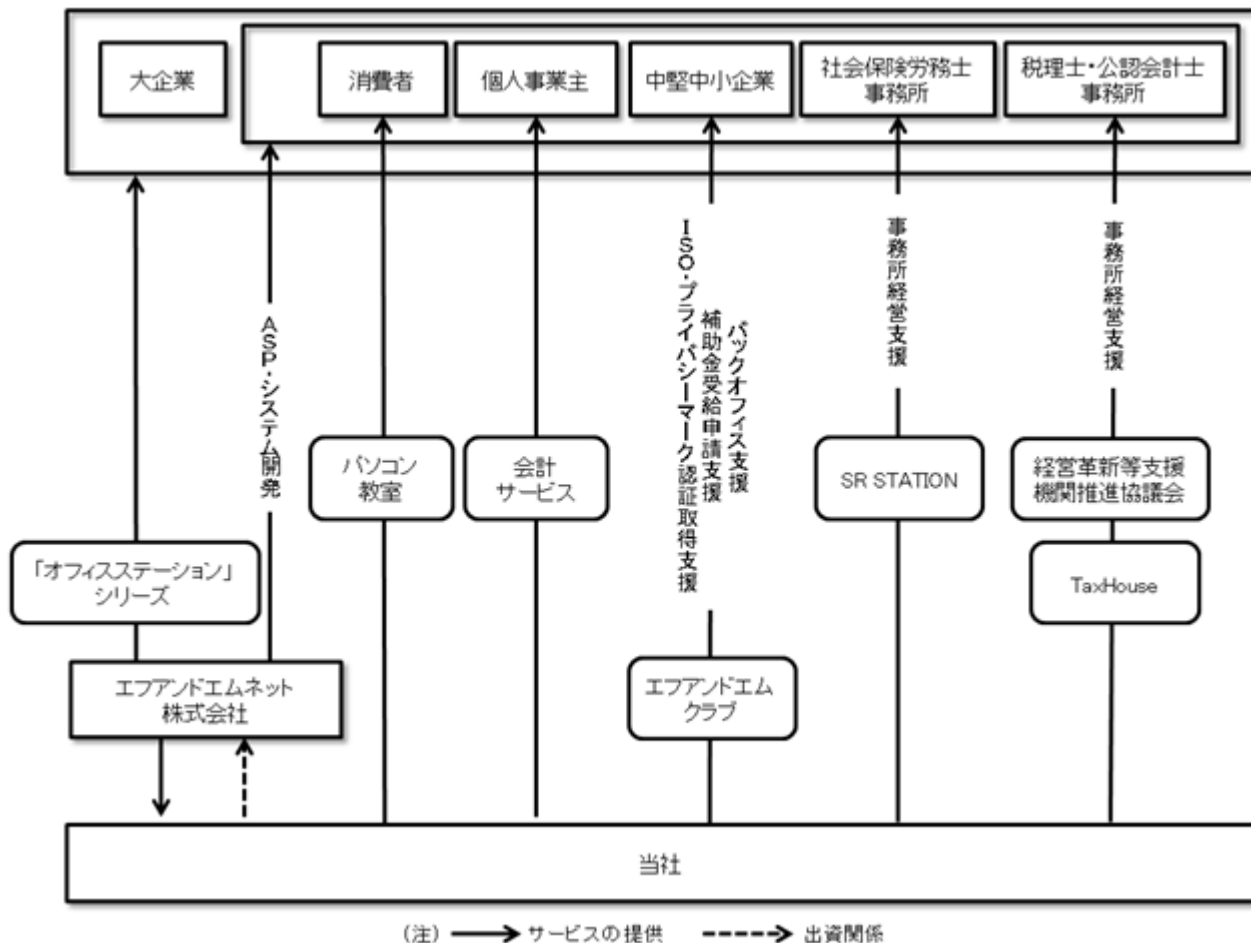 大企業
消費者
個人事業主
中堅中小企業
社会保険労務士
事務所
税理士・公認会計士
事務所
ASP・システム開発
バックオフィス支援
補助金受給申請支援
ISO・プライバシーマーク認証取得支援
事務所経営支援
事務所経営支援
「オフィスステーション」
シリーズ
パソコン
教室
会計
サービス
SR STATION
経営革新等支援
機関推進協議会
TaxHouse
エフアンドエムネット
株式会社
エフアンドエム
クラブ
当社
(注) サービスの提供 出資関係